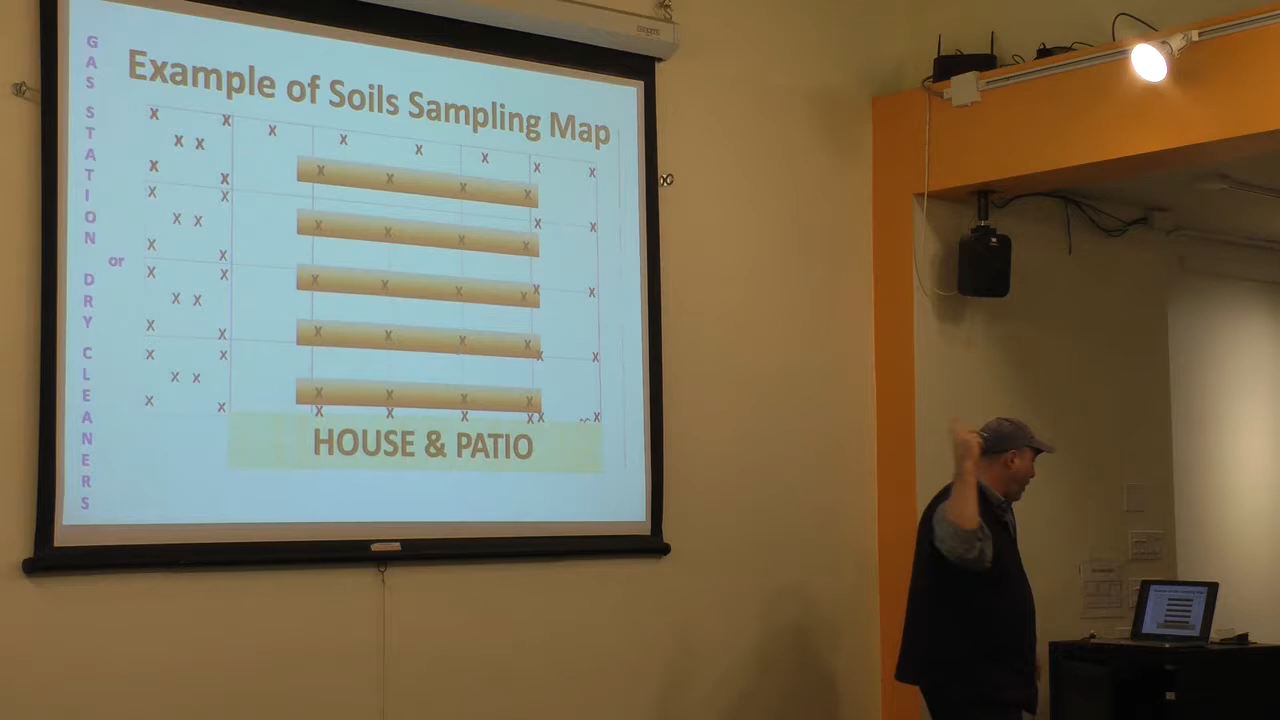 Example of Soils Sampling Map
GAS STATION or DRY CLEANERS
HOUSE & PATIO